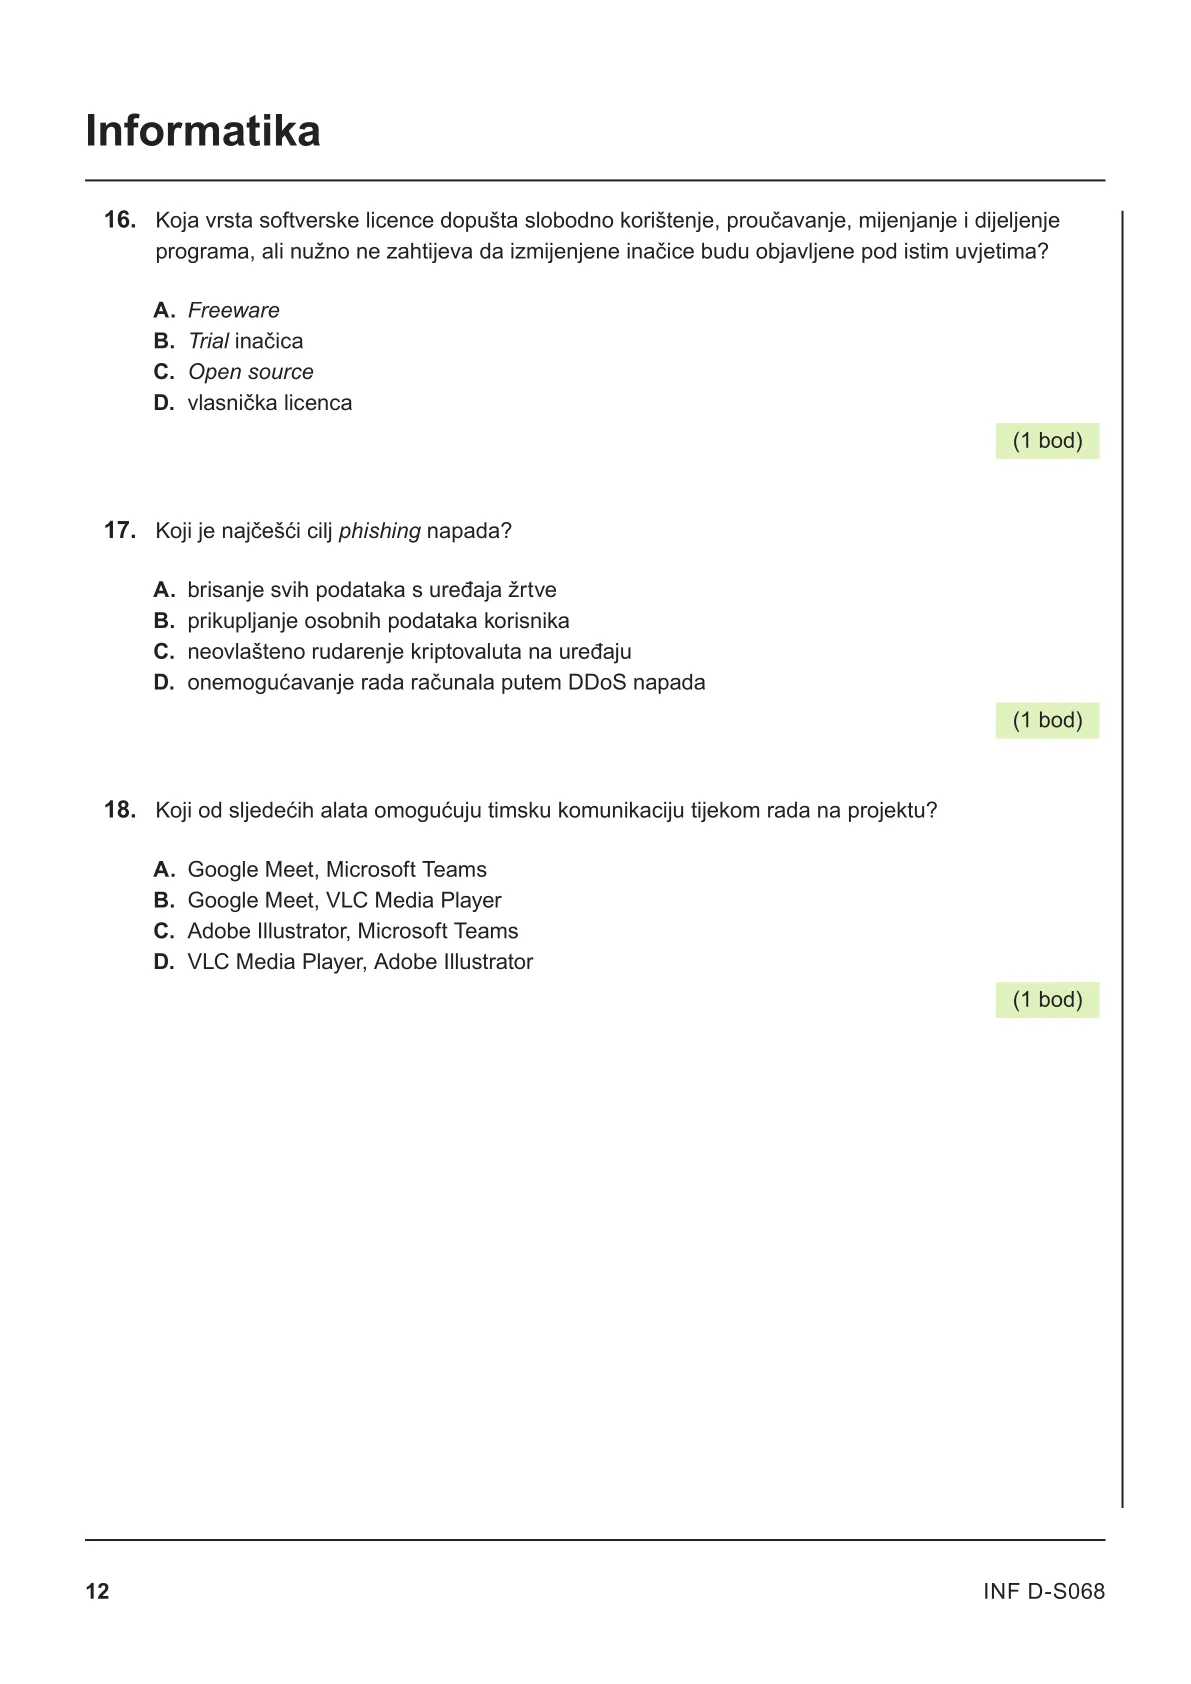 Informatika
16. Koja vrsta softverske licence dopušta slobodno korištenje, proučavanje, mijenjanje i dijeljenje
programa, ali nužno ne zahtijeva da izmijenjene inačice budu objavljene pod istim uvjetima?
A. Freeware
B. Trial inačica
C. Open source
D. vlasnička licenca
(1 bod)
17. Koji je najčešći cilj phishing napada?
A. brisanje svih podataka s uređaja žrtve
B. prikupljanje osobnih podataka korisnika
C. neovlašteno rudarenje kriptovaluta na uređaju
D. onemogućavanje rada računala putem DDoS napada
(1 bod)
18. Koji od sljedećih alata omogućuju timsku komunikaciju tijekom rada na projektu?
A. Google Meet, Microsoft Teams
B. Google Meet, VLC Media Player
C. Adobe Illustrator, Microsoft Teams
D. VLC Media Player, Adobe Illustrator
(1 bod)
12 INF D-S068